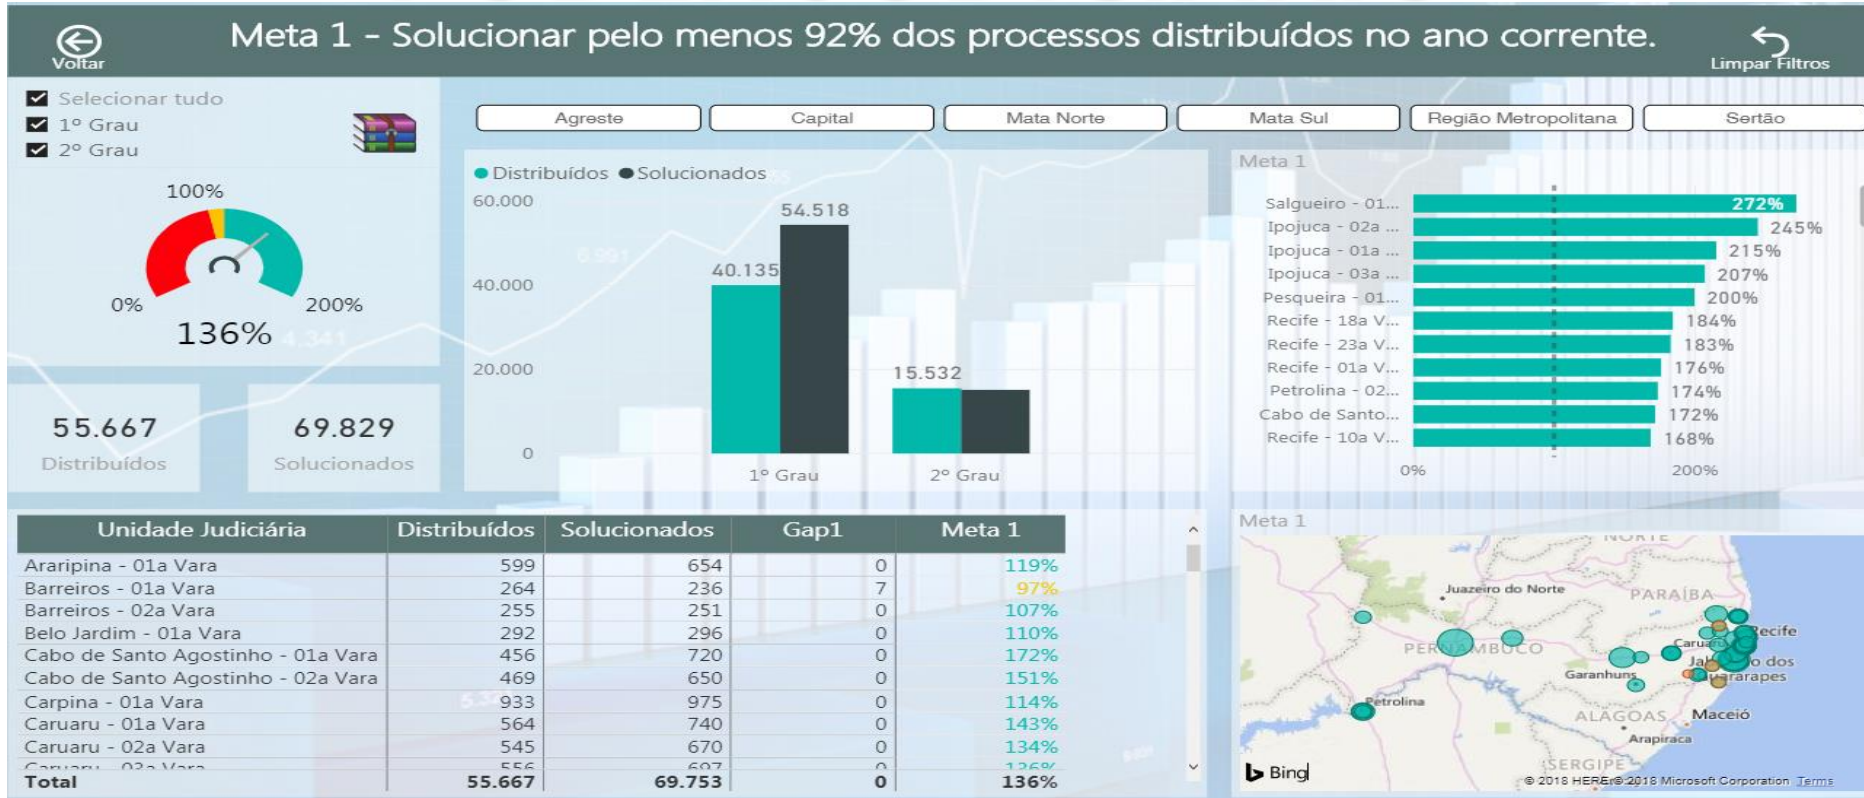 Meta 1 - Solucionar pelo menos 92% dos processos distribuídos no ano corrente.
Voltar
Limpar Filtros
Selecionar tudo
1º Grau
2º Grau
100%
0%
200%
136%
55.667
Distribuídos
69.829
Solucionados
Agreste
Capital
Mata Norte
Mata Sul
Região Metropolitana
Sertão
Distribuídos Solucionados
60.000
40.000
20.000
0
40.135
54.518
15.532
1º Grau
2º Grau
Meta 1
Salgueiro - 01... 272%
Ipojuca - 02a ... 245%
Ipojuca - 01a ... 215%
Ipojuca - 03a ... 207%
Pesqueira - 01... 200%
Recife - 18a V... 184%
Recife - 23a V... 183%
Recife - 01a V... 176%
Petrolina - 02... 174%
Cabo de Santo... 172%
Recife - 10a V... 168%
0% 200%
Unidade Judiciária Distribuídos Solucionados Gap1 Meta 1
Araripina - 01a Vara 599 654 0 119%
Barreiros - 01a Vara 264 236 7 97%
Barreiros - 02a Vara 255 251 0 107%
Belo Jardim - 01a Vara 292 296 0 110%
Cabo de Santo Agostinho - 01a Vara 456 720 0 172%
Cabo de Santo Agostinho - 02a Vara 469 650 0 151%
Carpina - 01a Vara 933 975 0 114%
Caruaru - 01a Vara 564 740 0 143%
Caruaru - 02a Vara 545 670 0 134%
Caruaru - 03a Vara 556 697 0 136%
Total 55.667 69.753 0 136%
Meta 1
NORTE
Juazeiro do Norte
PARAÍBA
Recife
PERNAMBUCO
Garanhuns
Petrolina
ALAGOAS
Maceió
Arapiraca
SERGIPE
Bing
© 2018 HERE © 2018 Microsoft Corporation Terms